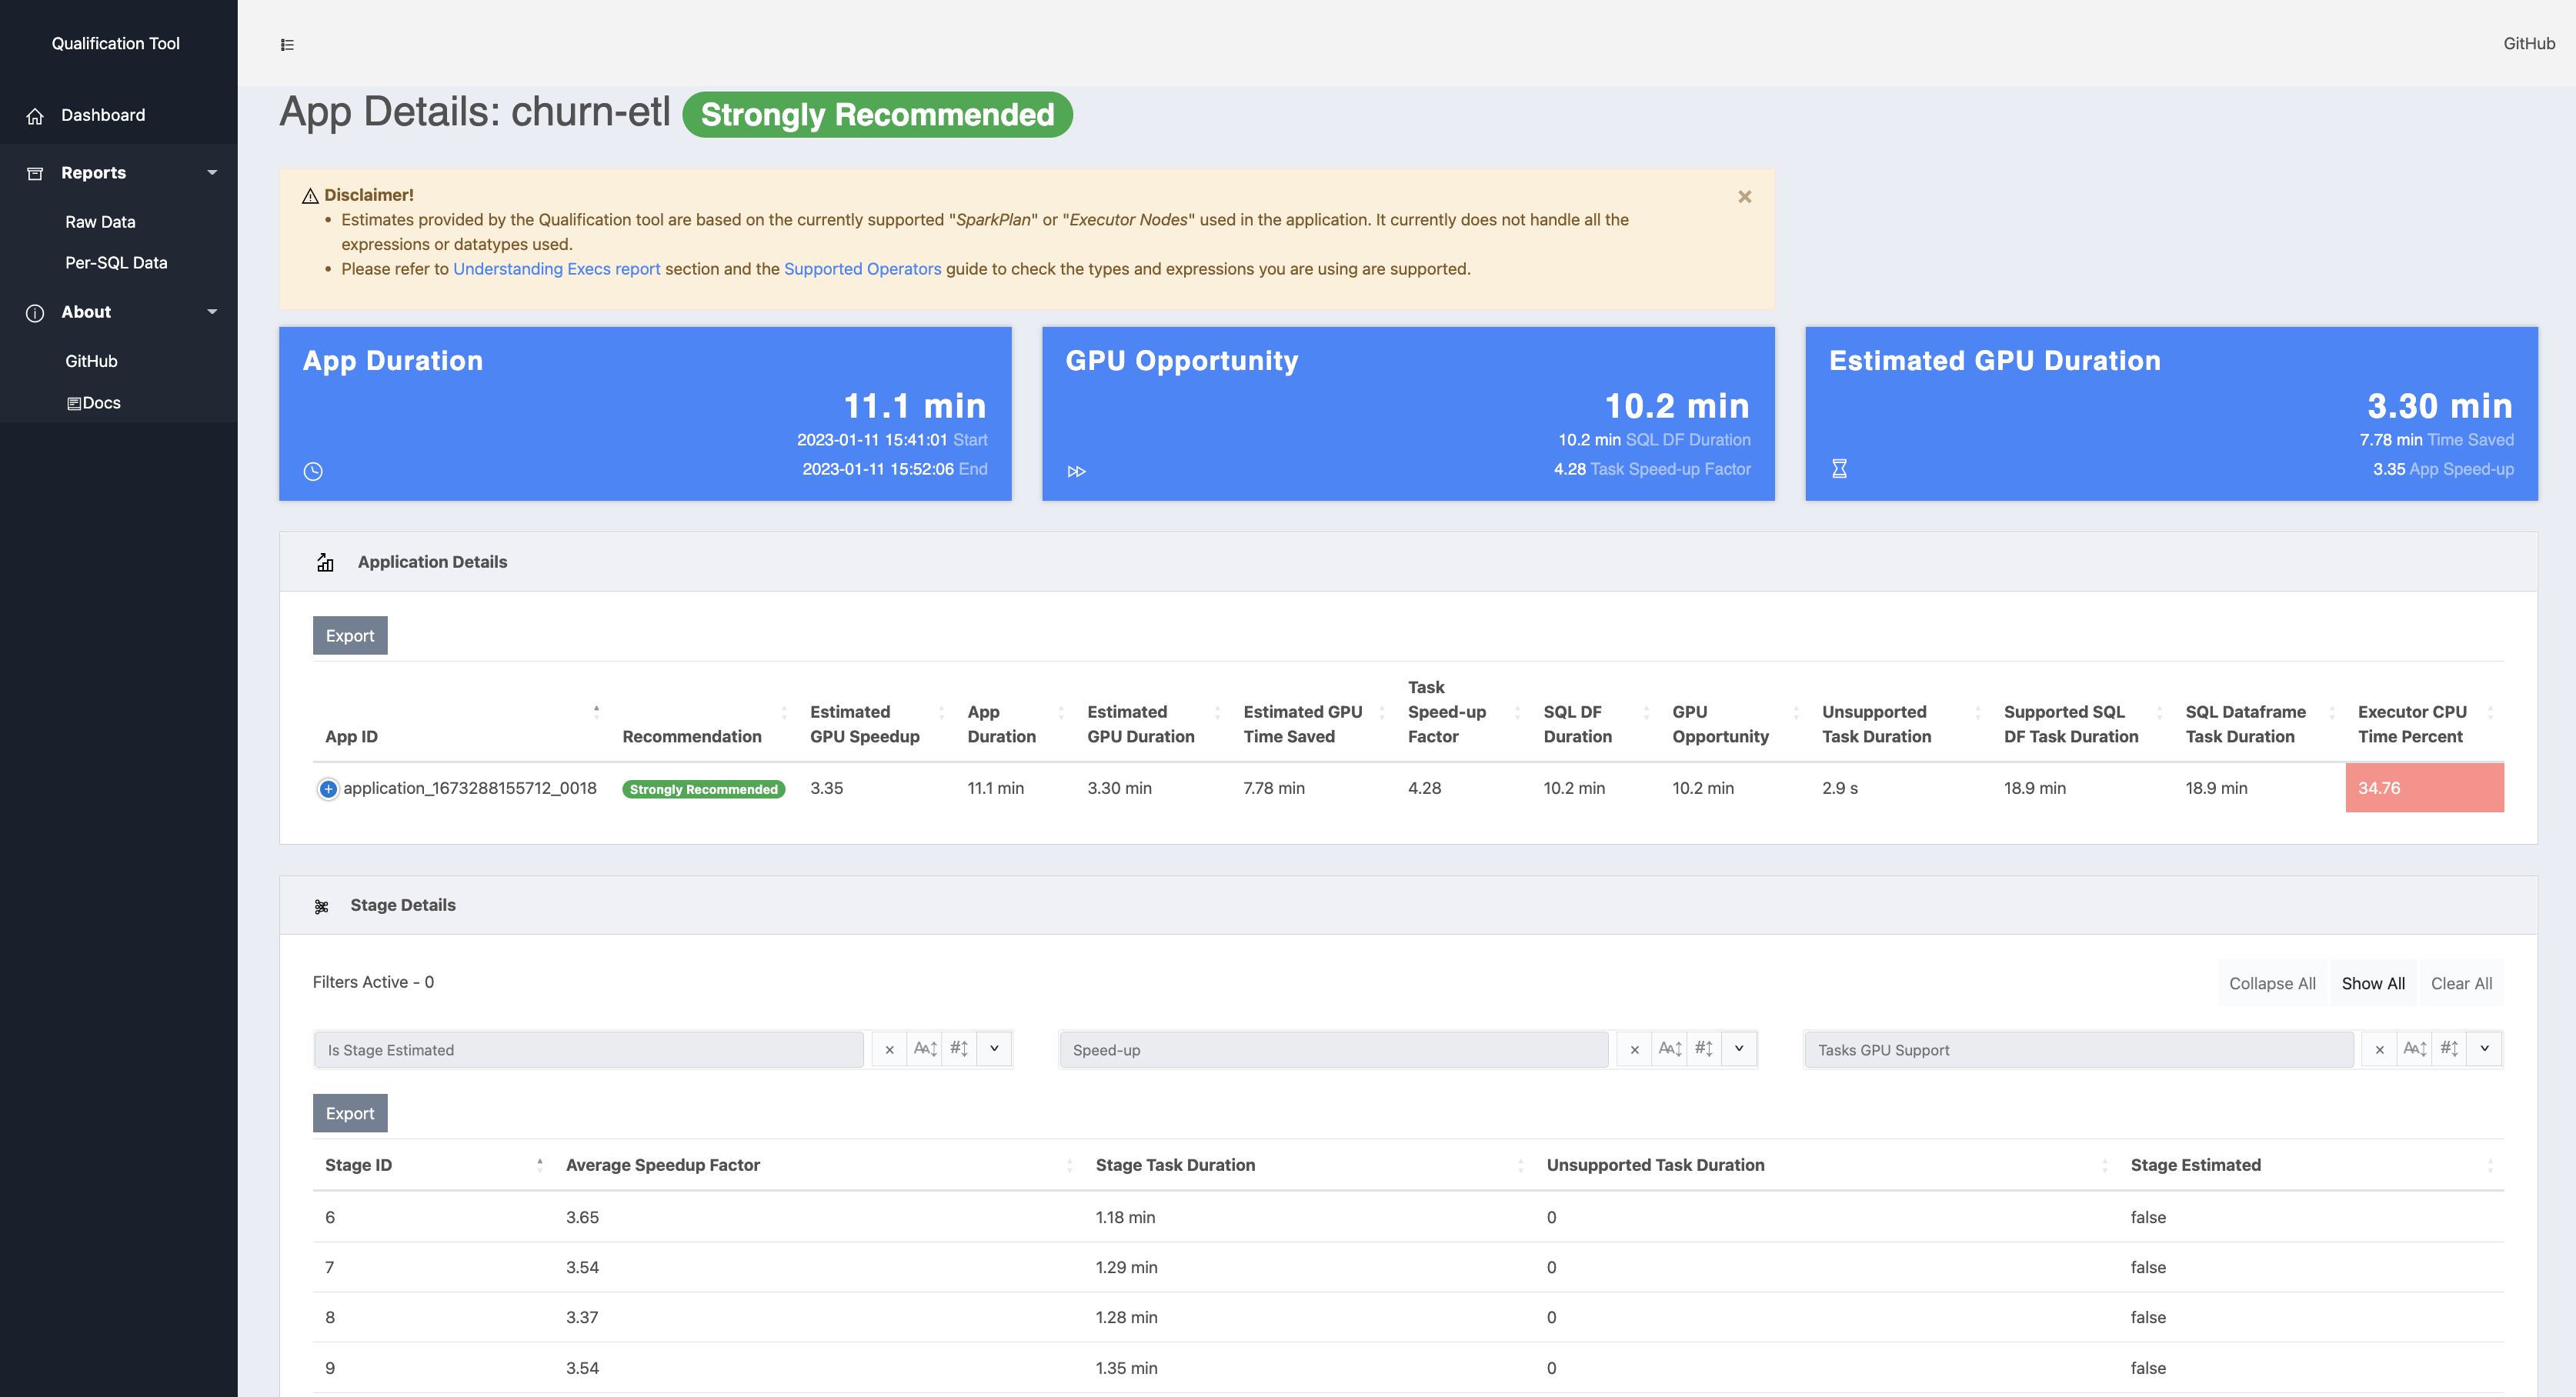 Qualification Tool
GitHub
Dashboard
Reports
Raw Data
Per-SQL Data
About
GitHub
Docs
App Details: churn-etl Strongly Recommended
Disclaimer!
• Estimates provided by the Qualification tool are based on the currently supported "SparkPlan" or "Executor Nodes" used in the application. It currently does not handle all the
expressions or datatypes used.
• Please refer to Understanding Execs report section and the Supported Operators guide to check the types and expressions you are using are supported.
App Duration
11.1 min
2023-01-11 15:41:01 Start
2023-01-11 15:52:06 End
GPU Opportunity
10.2 min
10.2 min SQL DF Duration
4.28 Task Speed-up Factor
Estimated GPU Duration
3.30 min
7.78 min Time Saved
3.35 App Speed-up
Application Details
Export
App ID Recommendation Estimated GPU Speedup App Duration Estimated GPU Duration Estimated GPU Time Saved Task Speed-up Factor SQL DF Duration GPU Opportunity Unsupported Task Duration Supported SQL DF Task Duration SQL Dataframe Task Duration Executor CPU Time Percent
application_1673288155712_0018 Strongly Recommended 3.35 11.1 min 3.30 min 7.78 min 4.28 10.2 min 10.2 min 2.9 s 18.9 min 18.9 min 34.76
Stage Details
Filters Active - 0
Collapse All Show All Clear All
Is Stage Estimated
Speed-up
Tasks GPU Support
Export
Stage ID Average Speedup Factor Stage Task Duration Unsupported Task Duration Stage Estimated
6 3.65 1.18 min 0 false
7 3.54 1.29 min 0 false
8 3.37 1.28 min 0 false
9 3.54 1.35 min 0 false